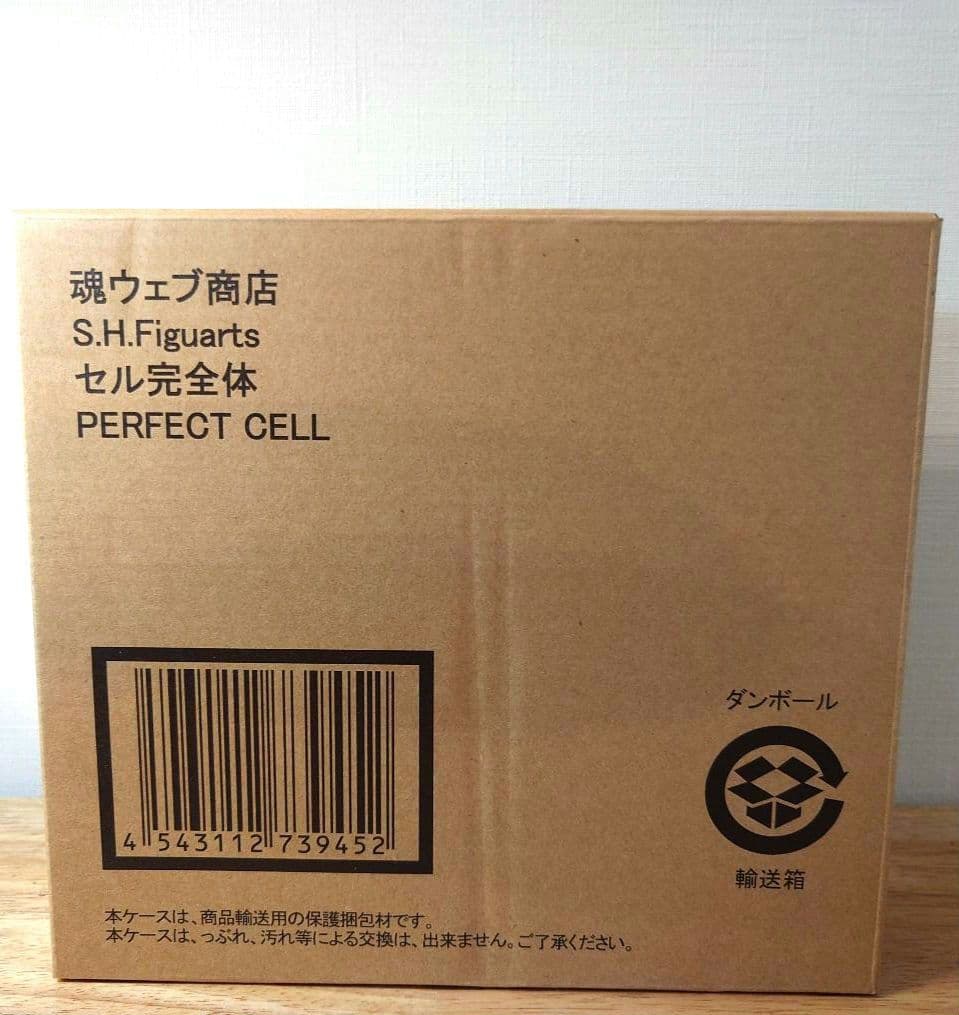 魂ウェブ商店
S.H.Figuarts
セル完全体
PERFECT CELL
ダンボール
4 543112 739452
輸送箱
本ケースは、商品輸送用の保護梱包材です。
本ケースは、つぶれ、汚れ等による交換は、出来ません。ご了承ください。